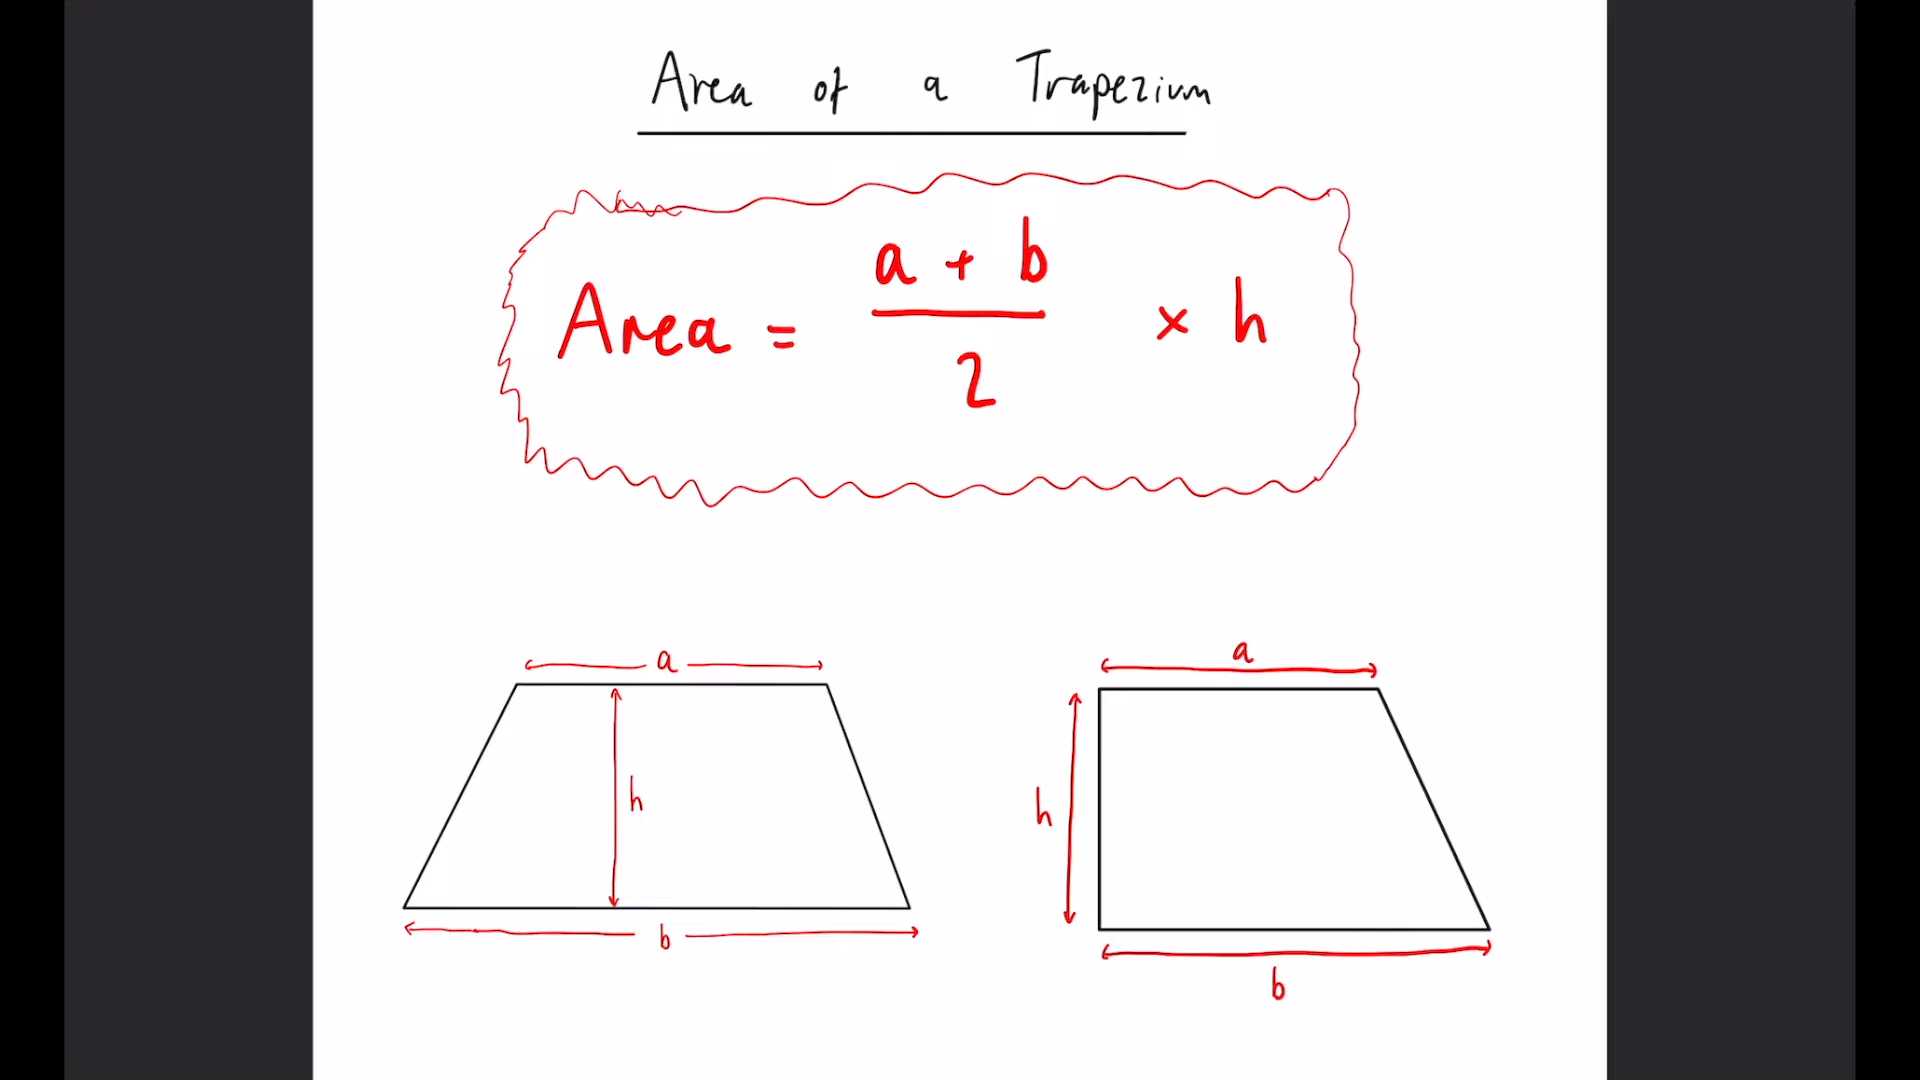 Area of a Trapezium
Area = a + b / 2 × h
a
h
b
a
h
b